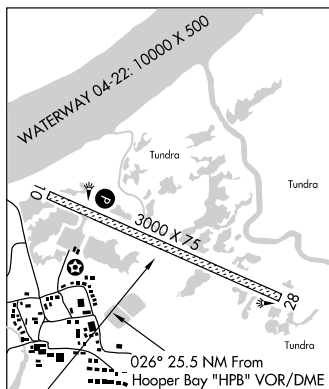 WATERWAY 04-22: 10000 X 500
Tundra
Tundra
10
P
3000 X 75
28
Tundra
026° 25.5 NM From
Hooper Bay "HPB" VOR/DME